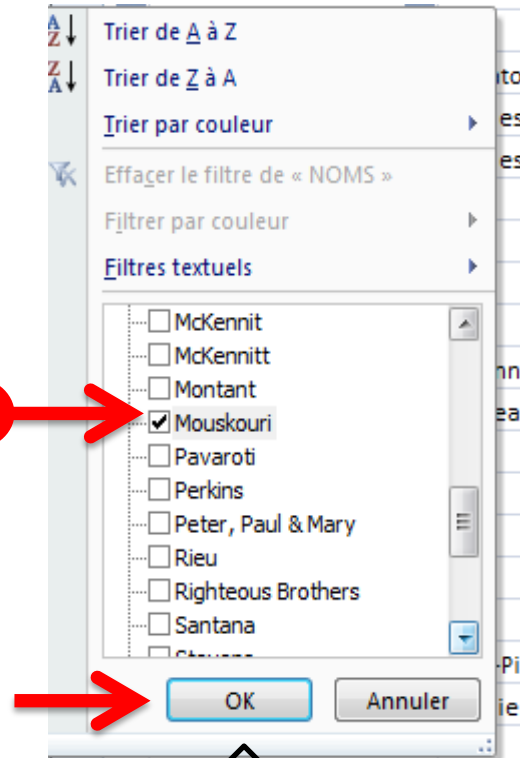 Trier de A à Z
Trier de Z à A
Trier par couleur
Effacer le filtre de « NOMS »
Filtrer par couleur
Filtres textuels
McKennit
McKennitt
Montant
Mouskouri
Pavaroti
Perkins
Peter, Paul & Mary
Rieu
Righteous Brothers
Santana
OK Annuler